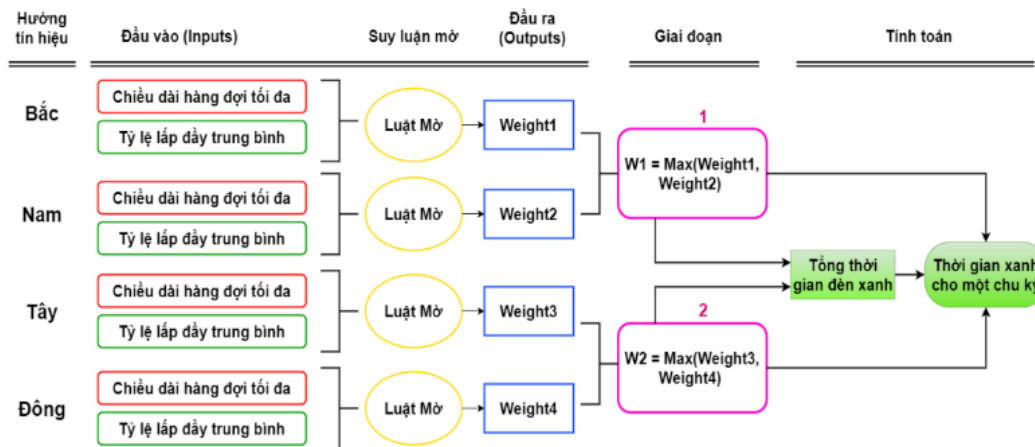 Hướng
tín hiệu
Đầu vào (Inputs)
Suy luận mờ
Đầu ra
(Outputs)
Giai đoạn
Tính toán
Bắc
Chiều dài hàng đợi tối đa
Tỷ lệ lấp đầy trung bình
Luật Mờ
Weight1
Nam
Chiều dài hàng đợi tối đa
Tỷ lệ lấp đầy trung bình
Luật Mờ
Weight2
1
W1 = Max(Weight1,
Weight2)
Tây
Chiều dài hàng đợi tối đa
Tỷ lệ lấp đầy trung bình
Luật Mờ
Weight3
Đông
Chiều dài hàng đợi tối đa
Tỷ lệ lấp đầy trung bình
Luật Mờ
Weight4
2
W2 = Max(Weight3,
Weight4)
Tổng thời
gian đèn xanh
Thời gian xanh
cho một chu kỳ